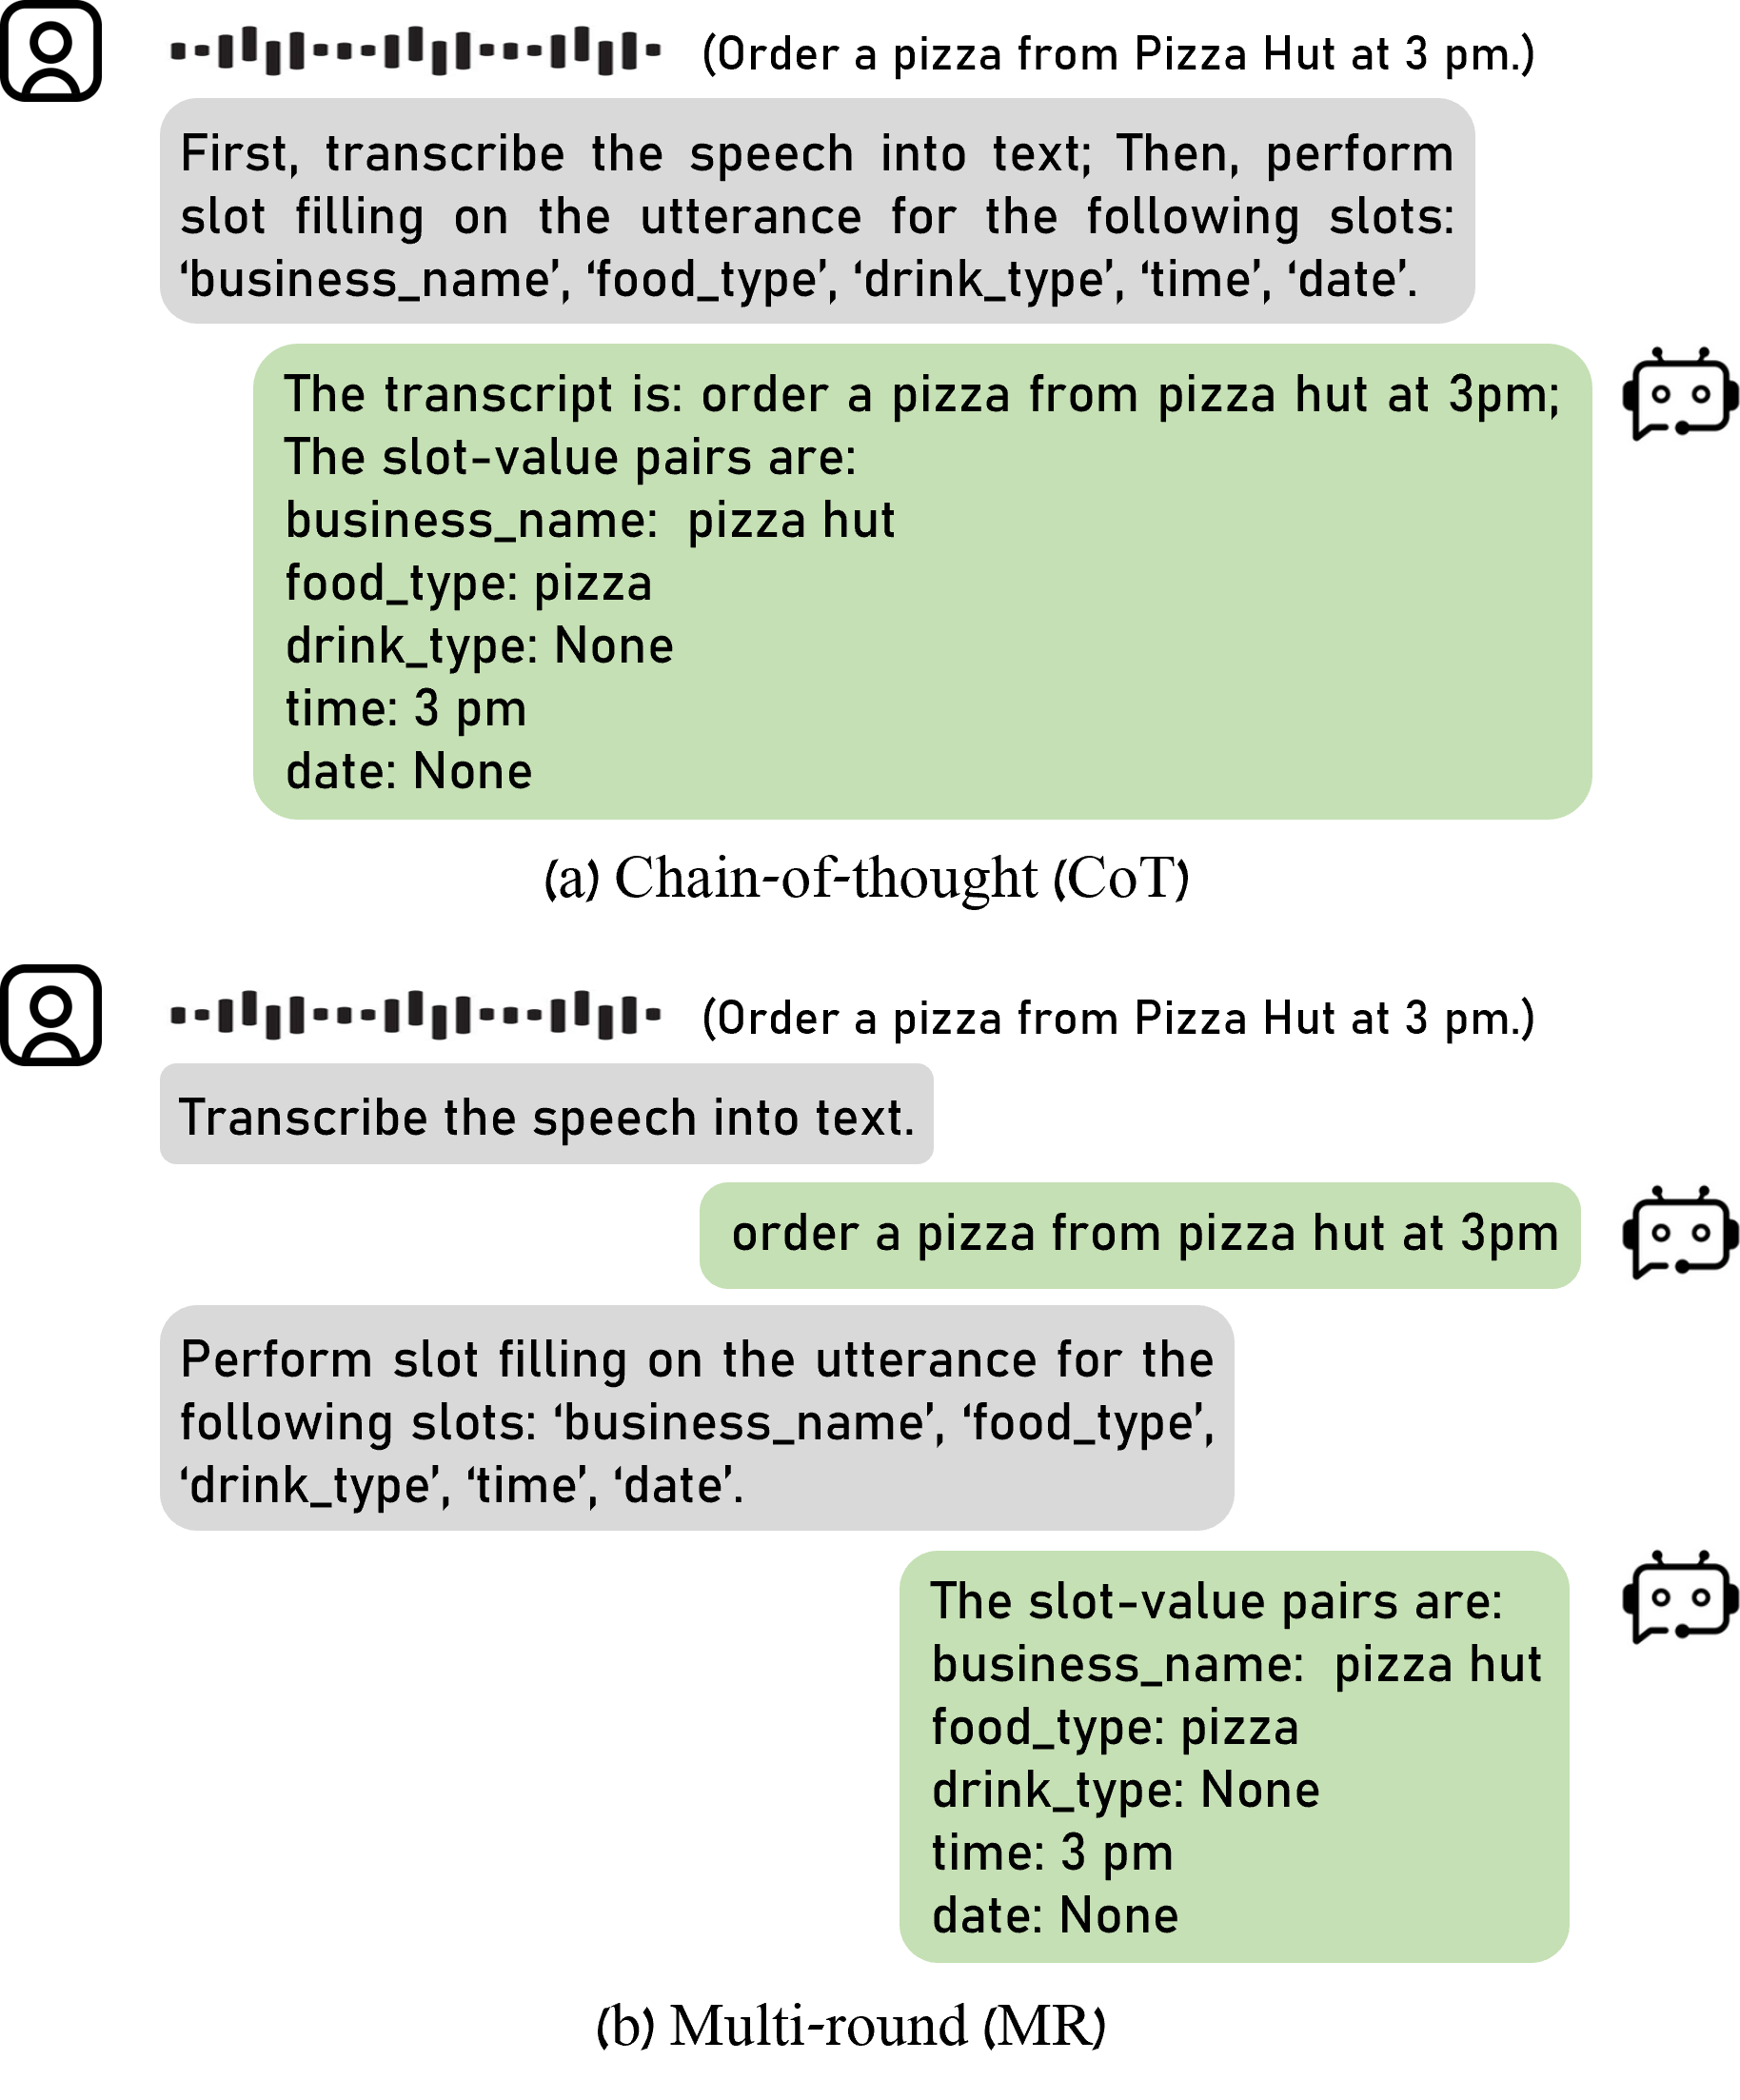 (Order a pizza from Pizza Hut at 3 pm.)
First, transcribe the speech into text; Then, perform
slot filling on the utterance for the following slots:
‘business_name’, ‘food_type’, ‘drink_type’, ‘time’, ‘date’.
The transcript is: order a pizza from pizza hut at 3pm;
The slot-value pairs are:
business_name:  pizza hut
food_type: pizza
drink_type: None
time: 3 pm
date: None
(a) Chain-of-thought (CoT)
(Order a pizza from Pizza Hut at 3 pm.)
Transcribe the speech into text.
order a pizza from pizza hut at 3pm
Perform slot filling on the utterance for the
following slots: ‘business_name’, ‘food_type’,
‘drink_type’, ‘time’, ‘date’.
The slot-value pairs are:
business_name:  pizza hut
food_type: pizza
drink_type: None
time: 3 pm
date: None
(b) Multi-round (MR)